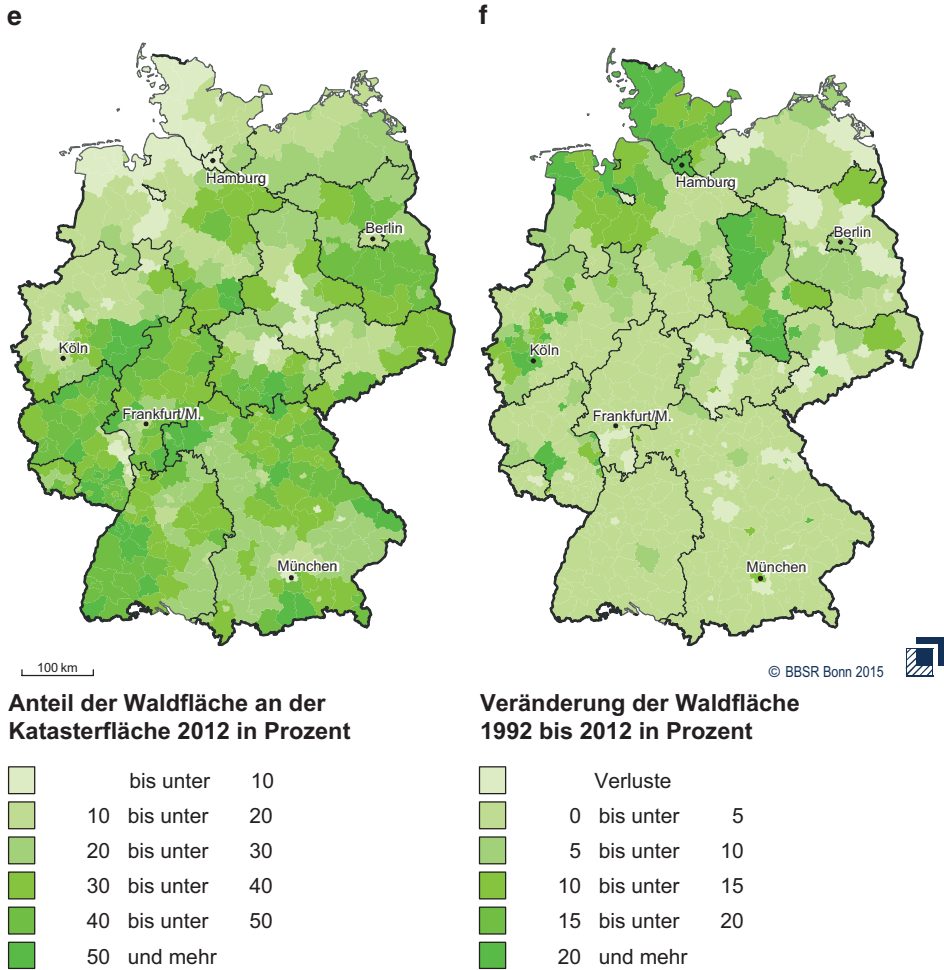 e
f
Hamburg
Berlin
Köln
Frankfurt/M.
München
Hamburg
Berlin
Köln
Frankfurt/M.
München
100 km
© BBSR Bonn 2015
Anteil der Waldfläche an der
Katasterfläche 2012 in Prozent
bis unter 10
10 bis unter 20
20 bis unter 30
30 bis unter 40
40 bis unter 50
50 und mehr
Veränderung der Waldfläche
1992 bis 2012 in Prozent
Verluste
0 bis unter 5
5 bis unter 10
10 bis unter 15
15 bis unter 20
20 und mehr